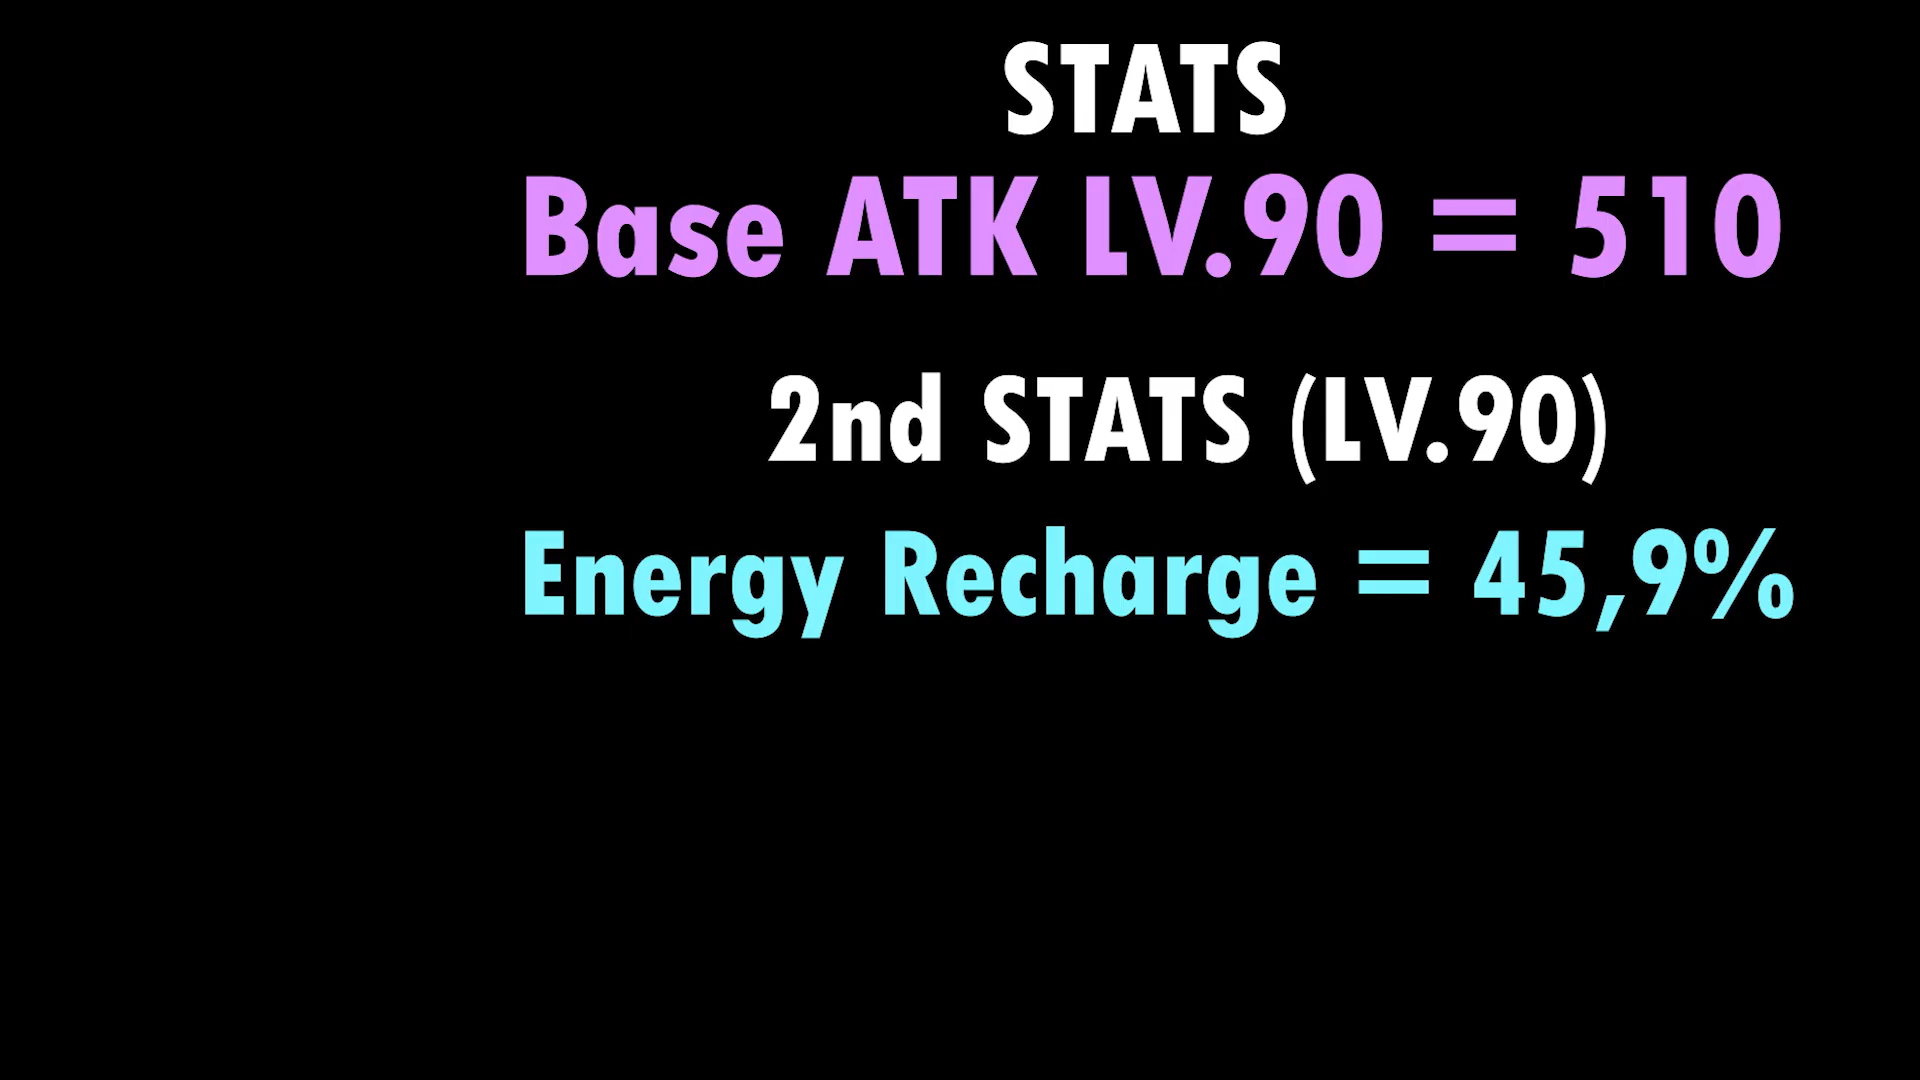 STATS
Base ATK LV.90 = 510
2nd STATS (LV.90)
Energy Recharge = 45,9%